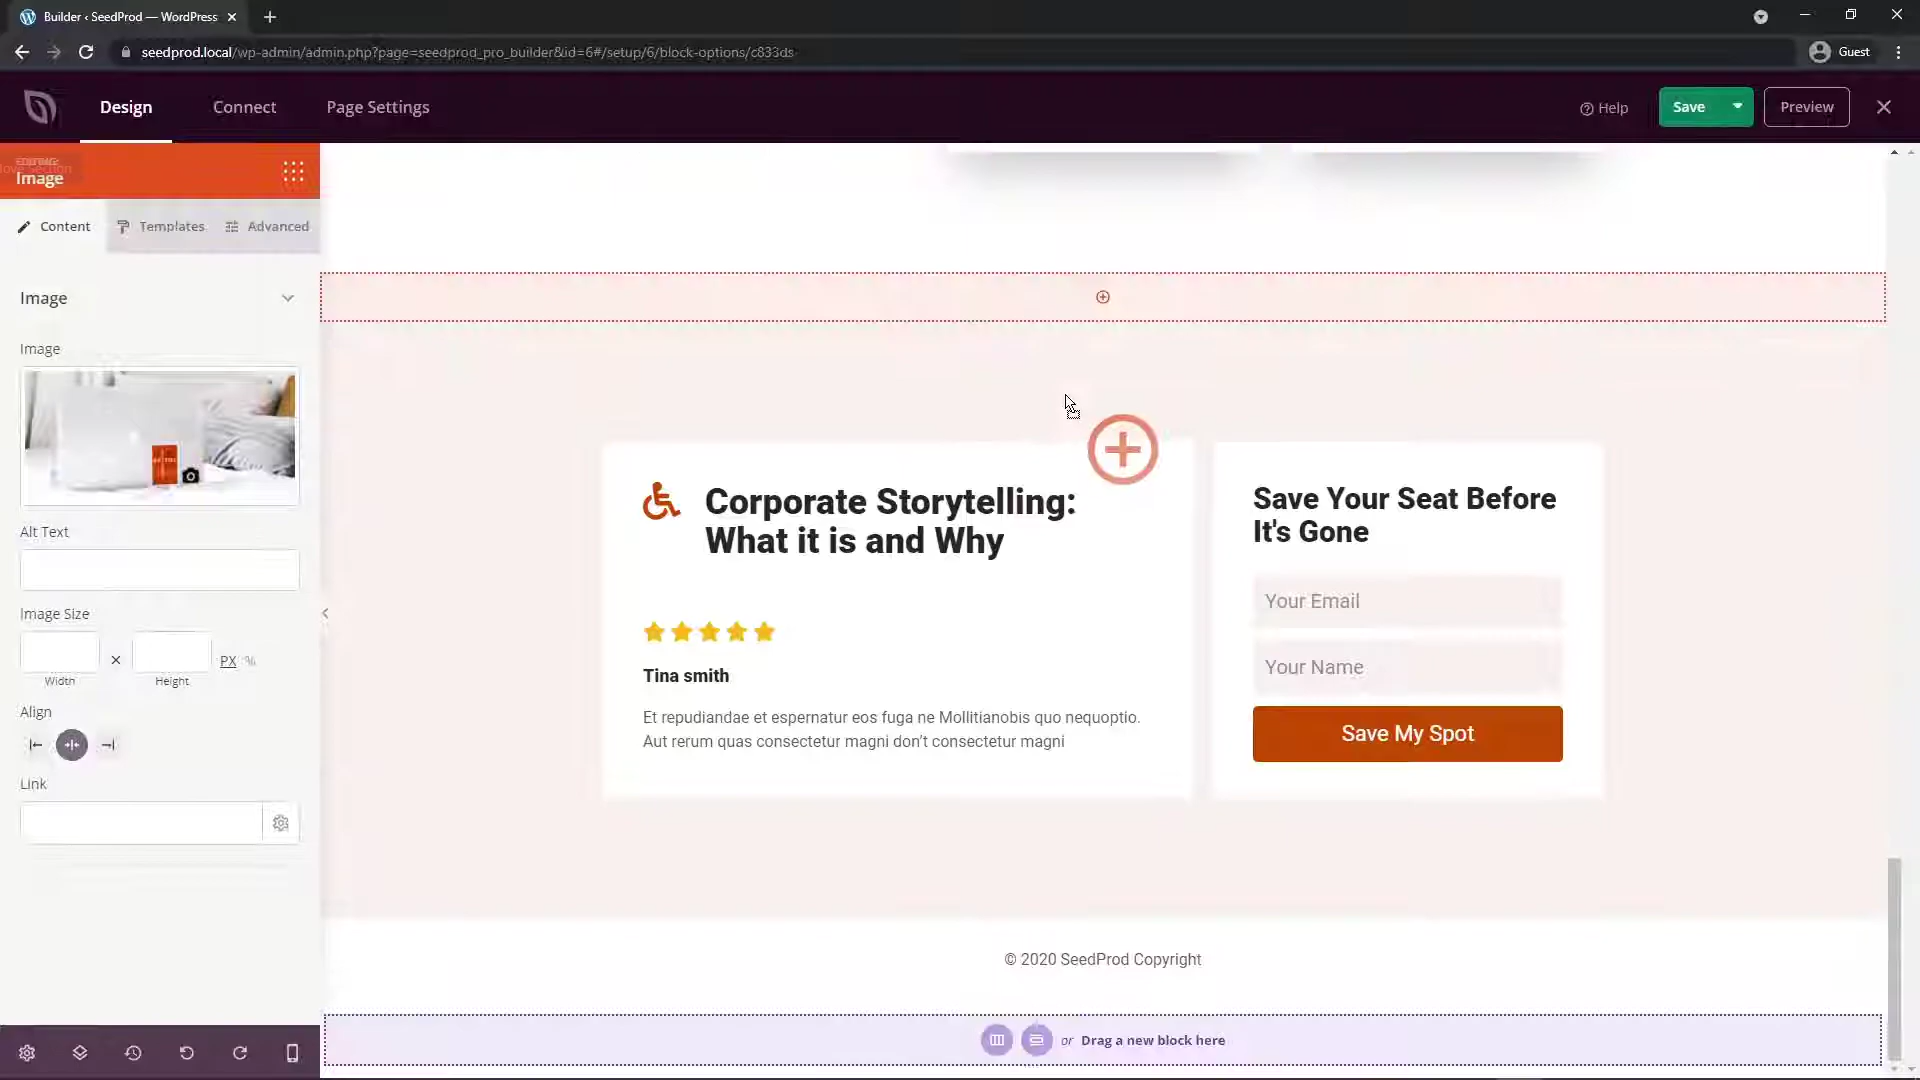 Builder ‹ SeedProd — WordPress
seedprod.local/wp-admin/admin.php?page=seedprod_pro_builder&id=6#/setup/6/block-options/c833ds
Guest
Design
Connect
Page Settings
Help
Save
Preview
Move Section
Image
Content
Templates
Advanced
Image
Image
Alt Text
Image Size
PX %
Width
Height
Align
Link
Corporate Storytelling:
What it is and Why
Tina smith
Et repudiandae et espernatur eos fuga ne Mollitianobis quo nequoptio.
Aut rerum quas consectetur magni don’t consectetur magni
Save Your Seat Before
It's Gone
Your Email
Your Name
Save My Spot
© 2020 SeedProd Copyright
or Drag a new block here